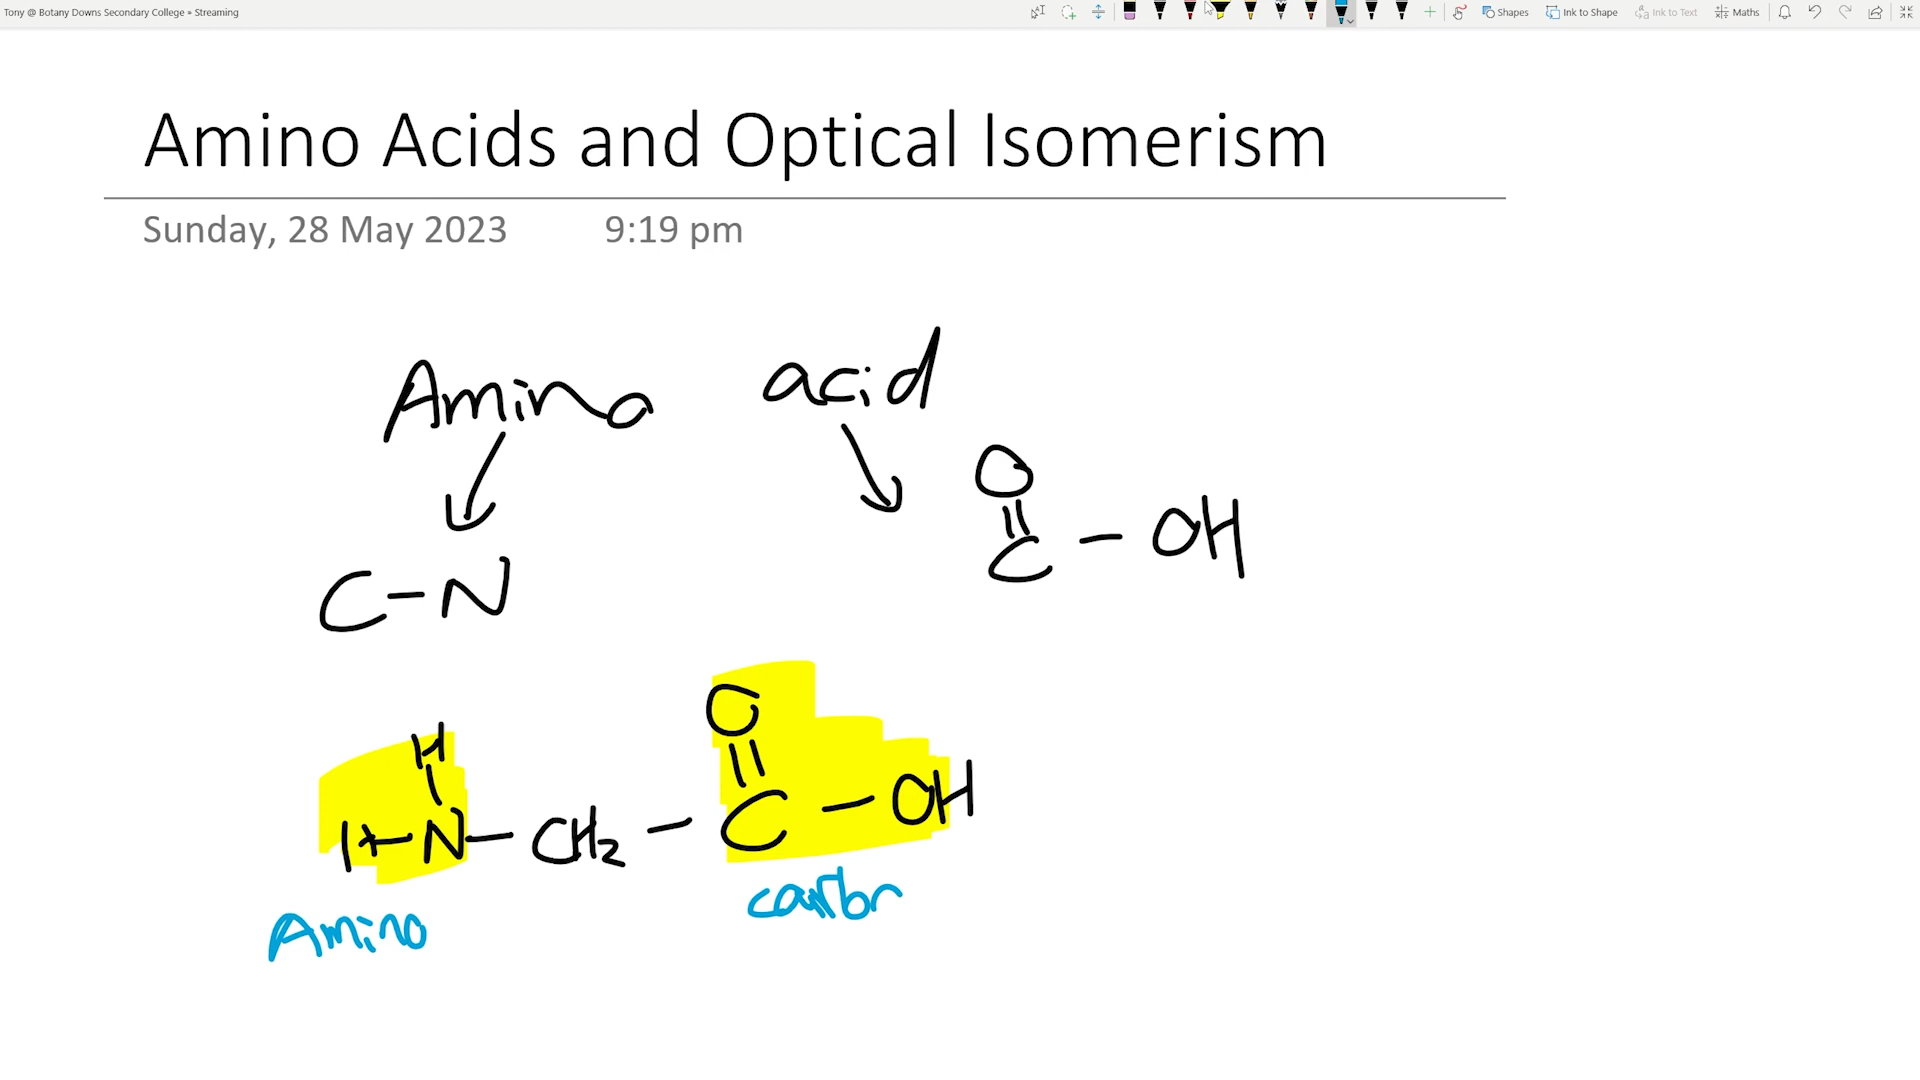 Tony @ Botany Downs Secondary College » Streaming
Shapes Ink to Shape Ink to Text Maths
Amino Acids and Optical Isomerism
Sunday, 28 May 2023 9:19 pm
Amino acid
O
C - OH
C-N
O
H
H-N-CH2-C-OH
Amino